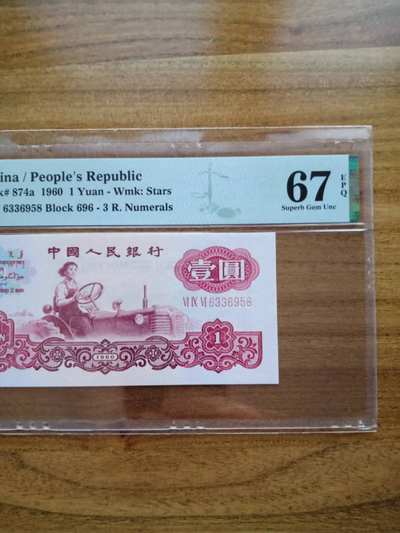 ina / People's Republic
k# 874a 1960 1 Yuan - Wmk: Stars
6336958 Block 696 - 3 R. Numerals
67
EPQ
Superb Gem Unc
中國人民銀行
壹圓
VI IX VI 6336958
1960
1